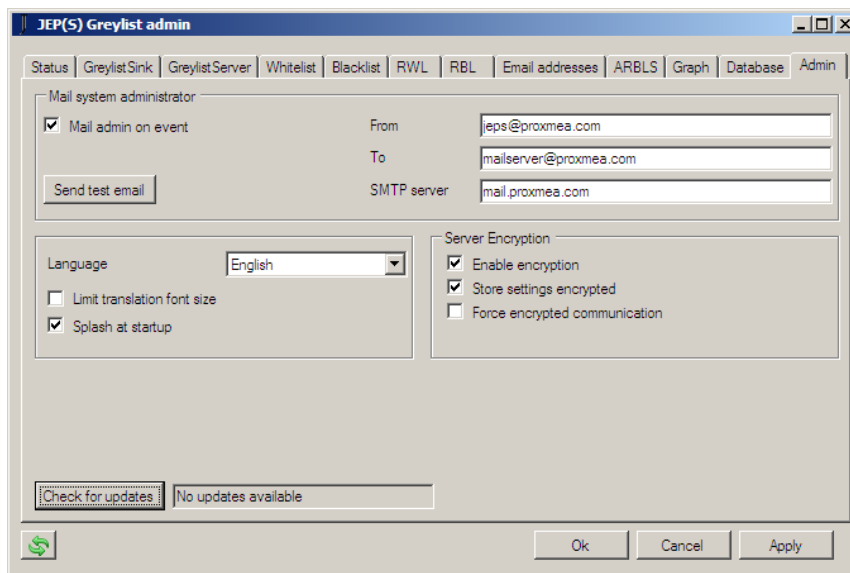 JEP(S) Greylist admin
Status GreylistSink GreylistServer Whitelist Blacklist RWL RBL Email addresses ARBLS Graph Database Admin
Mail system administrator
Mail admin on event From jeps@proxmea.com
To mailserver@proxmea.com
Send test email SMTP server mail.proxmea.com
Server Encryption
Language English Enable encryption
Store settings encrypted
Limit translation font size
Force encrypted communication
Splash at startup
Check for updates No updates available
Ok Cancel Apply